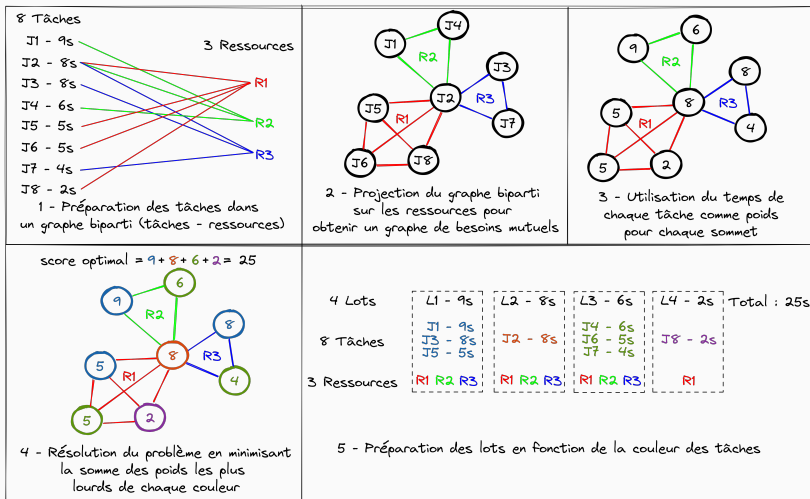 8 Tâches
3 Ressources
J1 - 9s
J2 - 8s
J3 - 8s
J4 - 6s
J5 - 5s
J6 - 5s
J7 - 4s
J8 - 2s
R1
R2
R3
1 - Préparation des tâches dans
un graphe biparti (tâches - ressources)
J4
J1
R2
J3
J2
R3
J5
R1
J7
J6
J8
2 - Projection du graphe biparti
sur les ressources pour
obtenir un graphe de besoins mutuels
6
9
R2
8
8
R3
5
R1
4
5
2
3 - Utilisation du temps de
chaque tâche comme poids
pour chaque sommet
score optimal = 9 + 8 + 6 + 2 = 25
6
9
R2
8
8
R3
5
R1
4
5
2
4 - Résolution du problème en minimisant
la somme des poids les plus
lourds de chaque couleur
4 Lots
L1 - 9s
L2 - 8s
L3 - 6s
L4 - 2s
Total : 25s
8 Tâches
J1 - 9s
J3 - 8s
J5 - 5s
J2 - 8s
J4 - 6s
J6 - 5s
J7 - 4s
J8 - 2s
3 Ressources
R1 R2 R3
R1 R2 R3
R1 R2 R3
R1
5 - Préparation des lots en fonction de la couleur des tâches